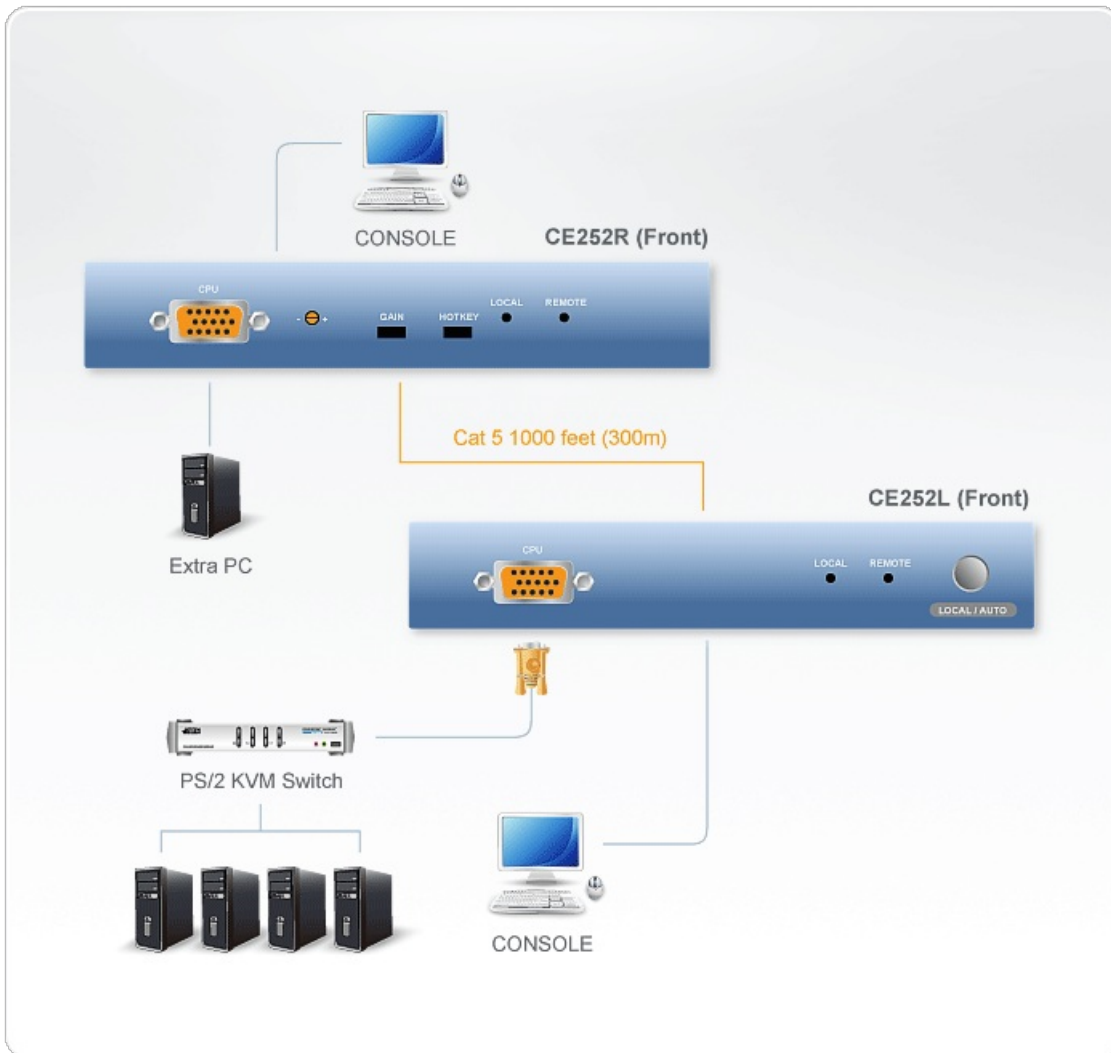 CONSOLE
CE252R (Front)
CPU
- +
GAIN
HOTKEY
LOCAL
REMOTE
Cat 5 1000 feet (300m)
Extra PC
CE252L (Front)
CPU
LOCAL
REMOTE
LOCAL / AUTO
PS/2 KVM Switch
CONSOLE